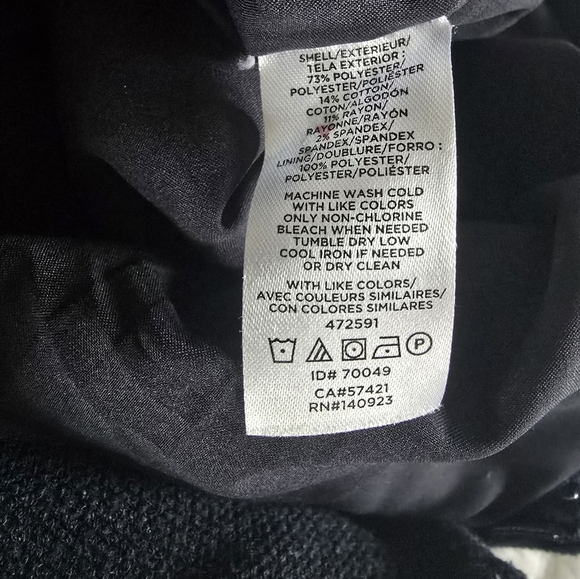 SHELL/EXTÉRIEUR/
TELA EXTERIOR :
73% POLYESTER/
POLYESTER/POLIÉSTER
14% COTTON/
COTON/ALGODÓN
11% RAYON/
RAYONNE/RAYÓN
2% SPANDEX/
SPANDEX/SPANDEX
LINING/DOUBLURE/FORRO :
100% POLYESTER/
POLYESTER/POLIÉSTER
MACHINE WASH COLD
WITH LIKE COLORS
ONLY NON-CHLORINE
BLEACH WHEN NEEDED
TUMBLE DRY LOW
COOL IRON IF NEEDED
OR DRY CLEAN
WITH LIKE COLORS/
AVEC COULEURS SIMILAIRES/
CON COLORES SIMILARES
472591
P
ID# 70049
CA#57421
RN#140923